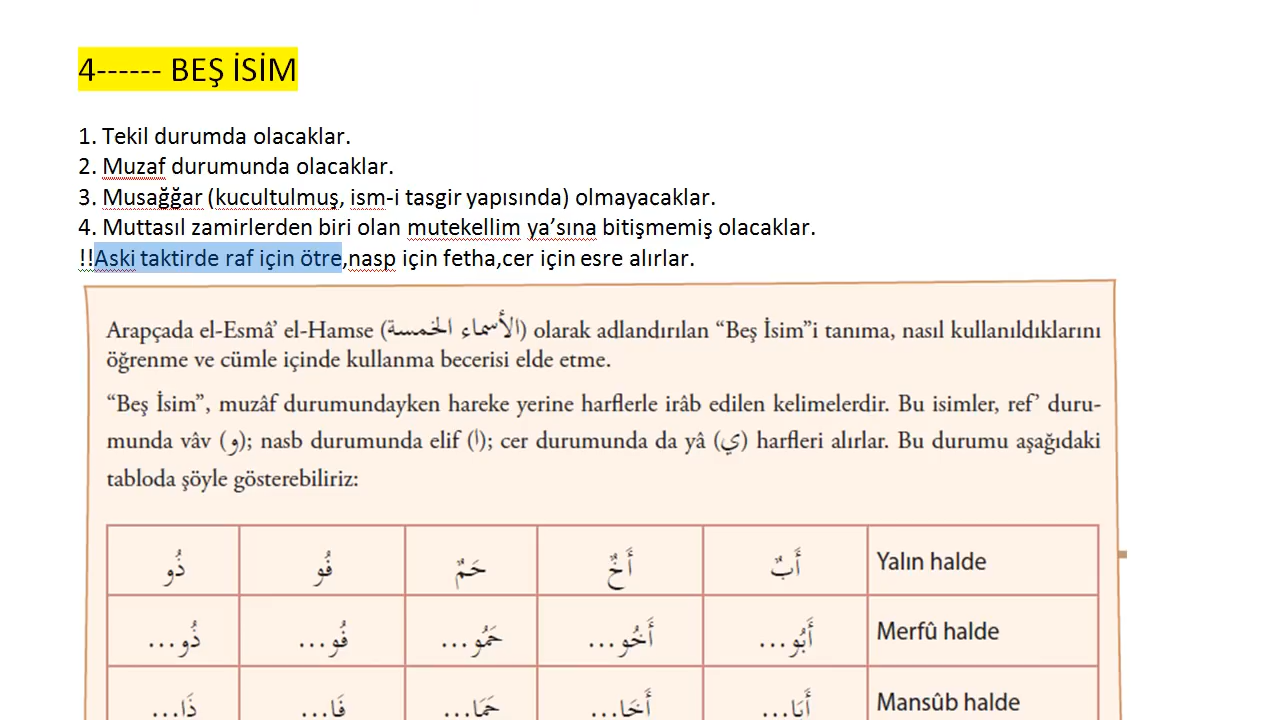 4------ BEŞ İSİM
1. Tekil durumda olacaklar.
2. Muzaf durumunda olacaklar.
3. Musağğar (kucultulmuş, ism-i tasgir yapısında) olmayacaklar.
4. Muttasıl zamirlerden biri olan mutekellim ya’sına bitişmemiş olacaklar.
!!Aski taktirde raf için ötre,nasp için fetha,cer için esre alırlar.
Arapçada el-Esmâ’ el-Hamse (الأسماء الخمسة) olarak adlandırılan “Beş İsim”i tanıma, nasıl kullanıldıklarını
öğrenme ve cümle içinde kullanma becerisi elde etme.
“Beş İsim”, muzâf durumundayken hareke yerine harflerle irâb edilen kelimelerdir. Bu isimler, ref’ duru-
munda vâv (و); nasb durumunda elif (ا); cer durumunda da yâ (ي) harfleri alırlar. Bu durumu aşağıdaki
tabloda şöyle gösterebiliriz:
ذُو فُو حَمٌ أَخٌ أَبٌ Yalın halde
ذُو... فُو... حَمُو... أَخُو... أَبُو... Merfû halde
ذَا... فَا... حَمَا... أَخَا... أَبَا... Mansûb halde